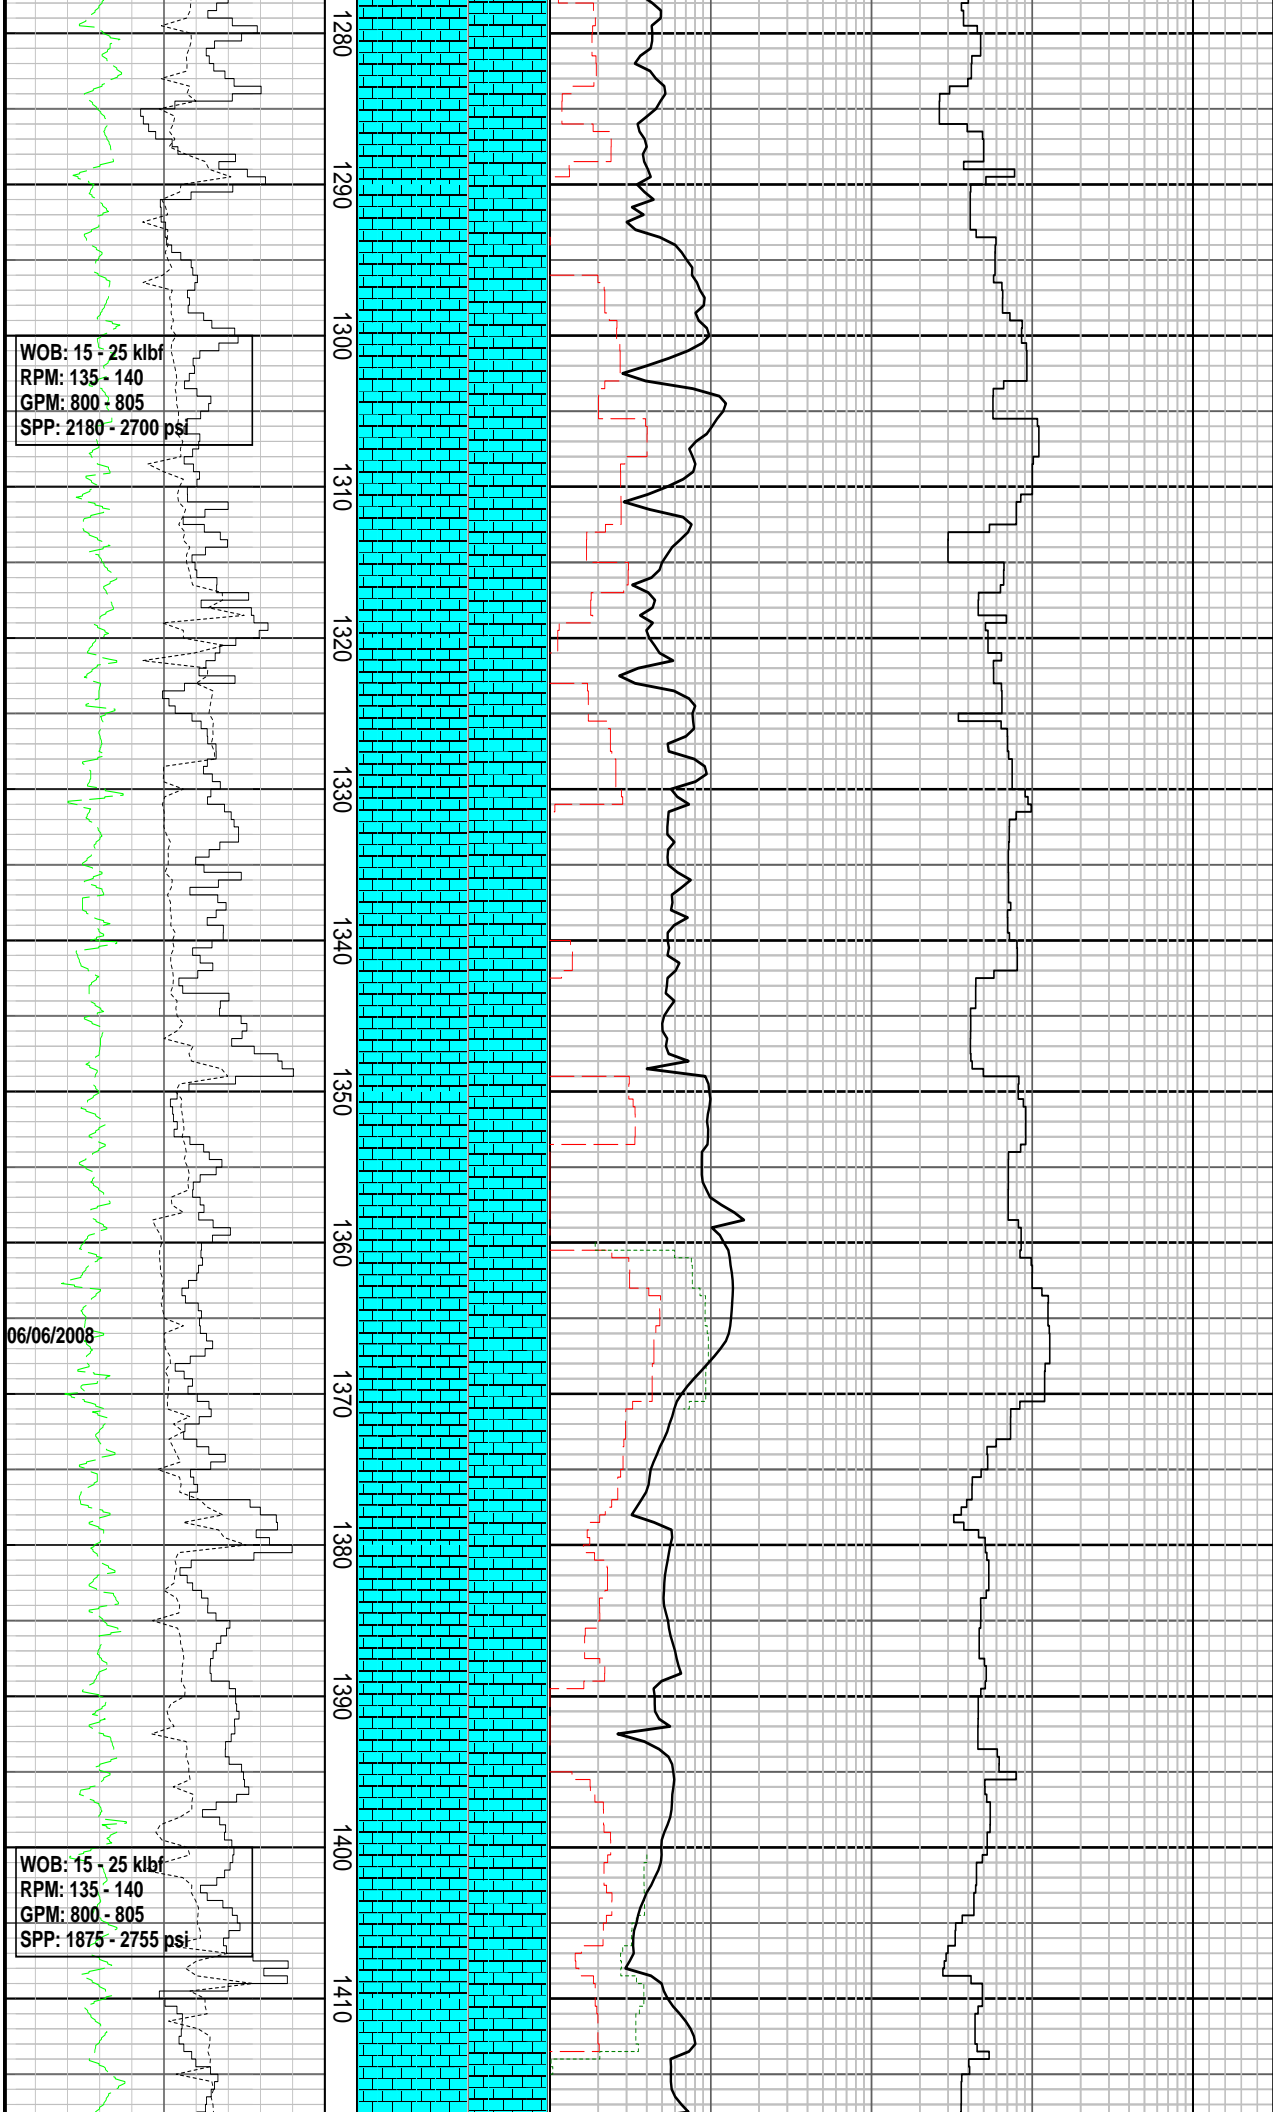 1280
1290
1300
WOB: 15 - 25 klbf
RPM: 135 - 140
GPM: 800 - 805
SPP: 2180 - 2700 psi
1310
1320
1330
1340
1350
1360
06/06/2008
1370
1380
1390
1400
WOB: 15 - 25 klbf
RPM: 135 - 140
GPM: 800 - 805
SPP: 1875 - 2755 psi
1410